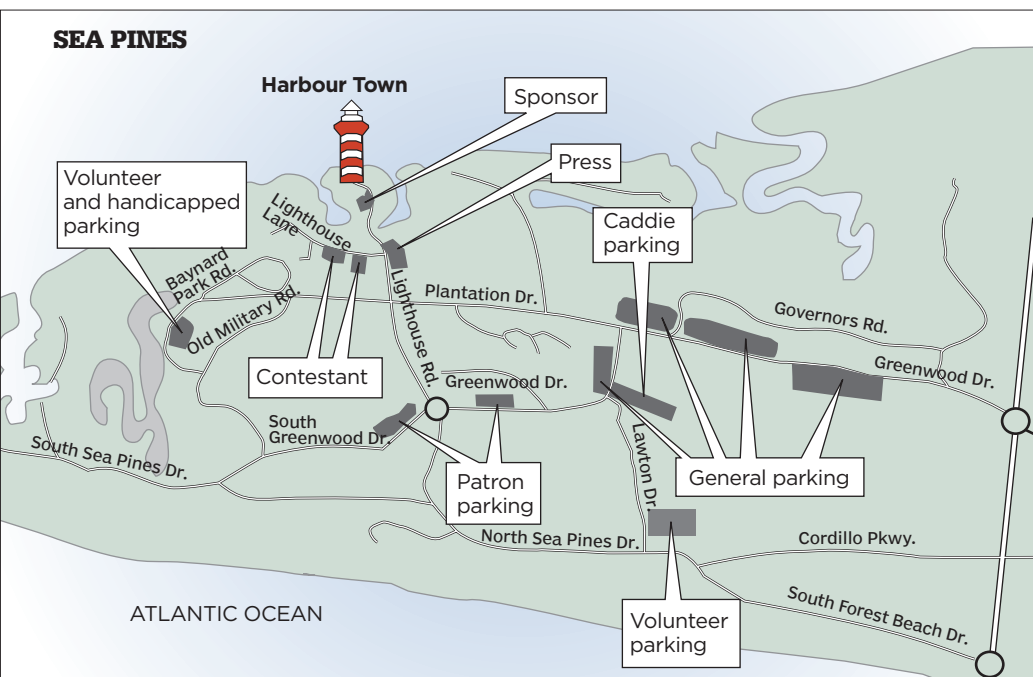 SEA PINES
Harbour Town
Sponsor
Press
Volunteer
and handicapped
parking
Caddie
parking
Lighthouse
Lane
Baynard
Park Rd.
Old Military Rd.
Lighthouse Rd.
Plantation Dr.
Governors Rd.
Greenwood Dr.
Contestant
Greenwood Dr.
South
Greenwood Dr.
Lawton Dr.
General parking
Patron
parking
South Sea Pines Dr.
North Sea Pines Dr.
Cordillo Pkwy.
South Forest Beach Dr.
Volunteer
parking
ATLANTIC OCEAN